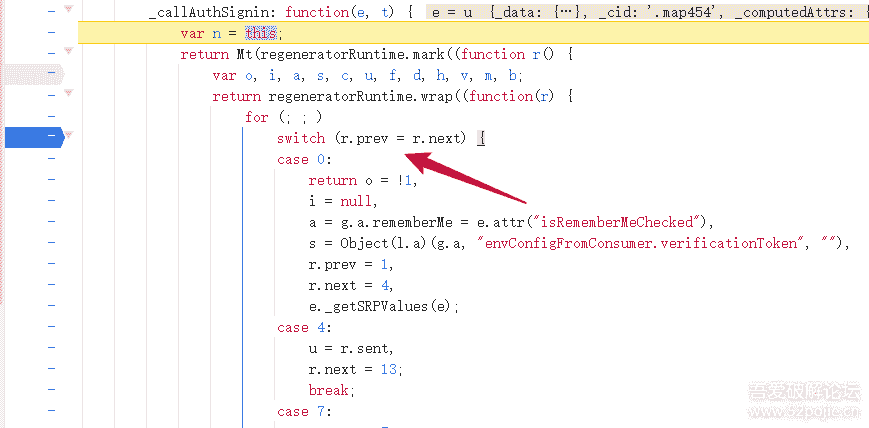 _callAuthSignin: function(e, t) { e = u {_data: {…}, _cid: '.map454', _computedAttrs: {
var n = this;
return Mt(regeneratorRuntime.mark((function r() {
var o, i, a, s, c, u, f, d, h, v, m, b;
return regeneratorRuntime.wrap((function(r) {
for (; ; )
switch (r.prev = r.next) {
case 0:
return o = !1,
i = null,
a = g.a.rememberMe = e.attr("isRememberMeChecked"),
s = Object(l.a)(g.a, "envConfigFromConsumer.verificationToken", ""),
r.prev = 1,
r.next = 4,
e._getSRPValues(e);
case 4:
u = r.sent,
r.next = 13;
break;
case 7:
吾爱破解论坛
www.52pojie.cn